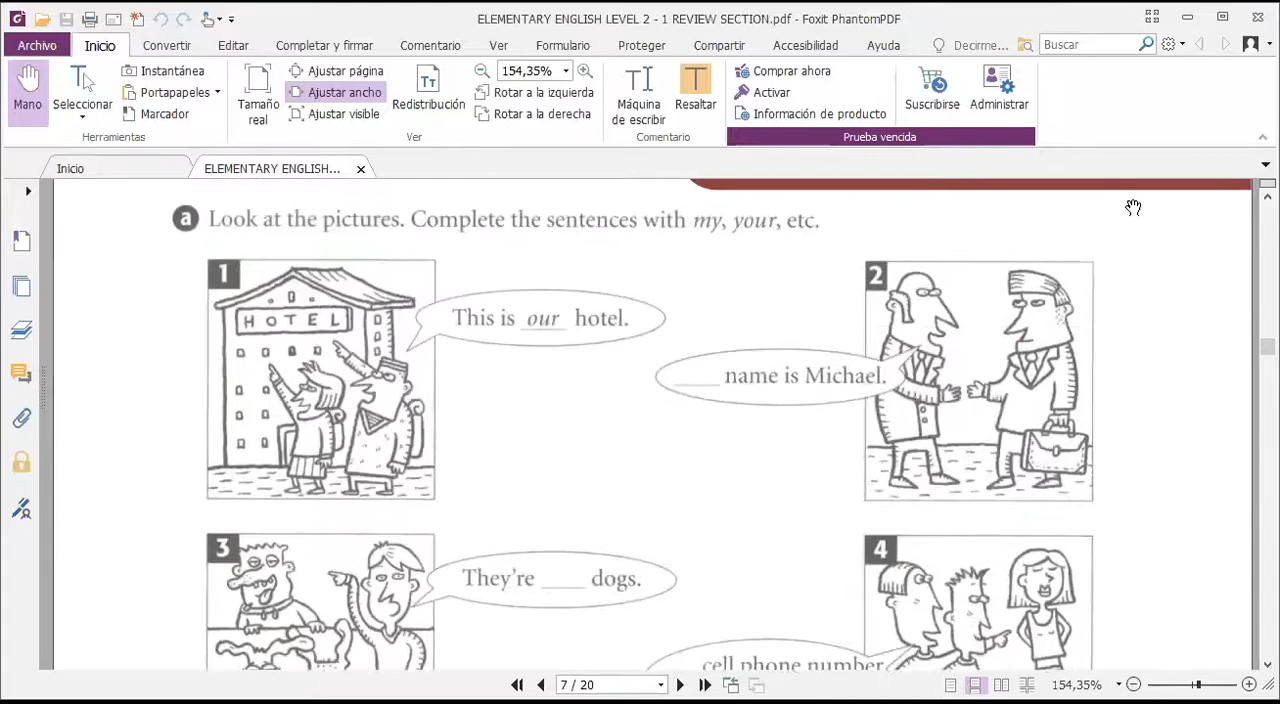 ELEMENTARY ENGLISH LEVEL 2 - 1 REVIEW SECTION.pdf - Foxit PhantomPDF
Archivo Inicio Convertir Editar Completar y firmar Comentario Ver Formulario Proteger Compartir Accesibilidad Ayuda Decirme... Buscar
Mano
Seleccionar
Instantánea
Portapapeles
Marcador
Herramientas
Tamaño real
Ajustar página
Ajustar ancho
Ajustar visible
Redistribución
154,35%
Rotar a la izquierda
Rotar a la derecha
Ver
Máquina de escribir
Resaltar
Comentario
Comprar ahora
Activar
Información de producto
Suscribirse
Administrar
Prueba vencida
Inicio
ELEMENTARY ENGLISH...
a Look at the pictures. Complete the sentences with my, your, etc.
1
HOTEL
This is our hotel.
2
____ name is Michael.
3
They're ____ dogs.
4
cell phone number
7 / 20
154,35%